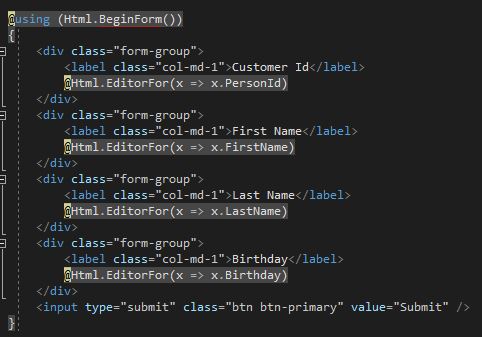 @using (Html.BeginForm())
{
<div class="form-group">
<label class="col-md-1">Customer Id</label>
@Html.EditorFor(x => x.PersonId)
</div>
<div class="form-group">
<label class="col-md-1">First Name</label>
@Html.EditorFor(x => x.FirstName)
</div>
<div class="form-group">
<label class="col-md-1">Last Name</label>
@Html.EditorFor(x => x.LastName)
</div>
<div class="form-group">
<label class="col-md-1">Birthday</label>
@Html.EditorFor(x => x.Birthday)
</div>
<input type="submit" class="btn btn-primary" value="Submit" />
}